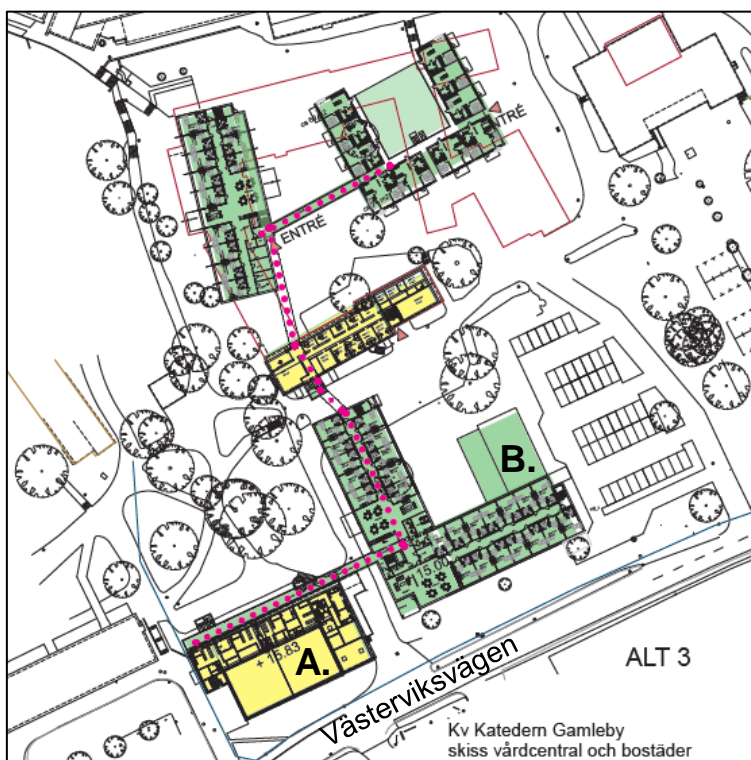 ENTRÉ
ENTRÉ
B.
+ 15.00
A.
+ 15.83
Västerviksvägen
ALT 3
Kv Katedern Gamleby
skiss vårdcentral och bostäder